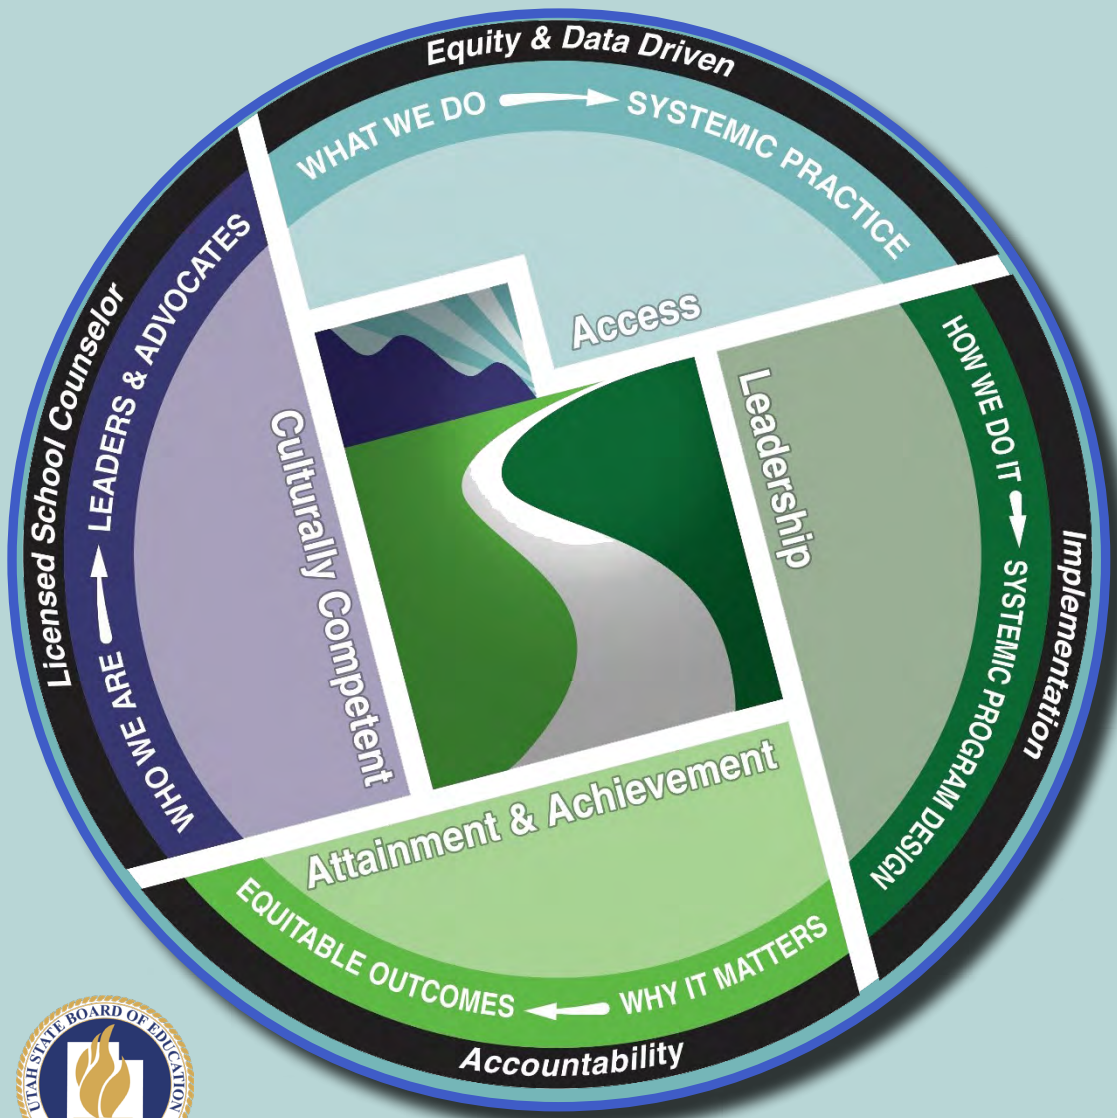 Equity & Data Driven
WHAT WE DO
SYSTEMIC PRACTICE
Access
Licensed School Counselor
WHO WE ARE
LEADERS & ADVOCATES
Culturally Competent
Leadership
HOW WE DO IT
SYSTEMIC PROGRAM DESIGN
Implementation
Attainment & Achievement
EQUITABLE OUTCOMES
WHY IT MATTERS
Accountability
UTAH STATE BOARD OF EDUCATION